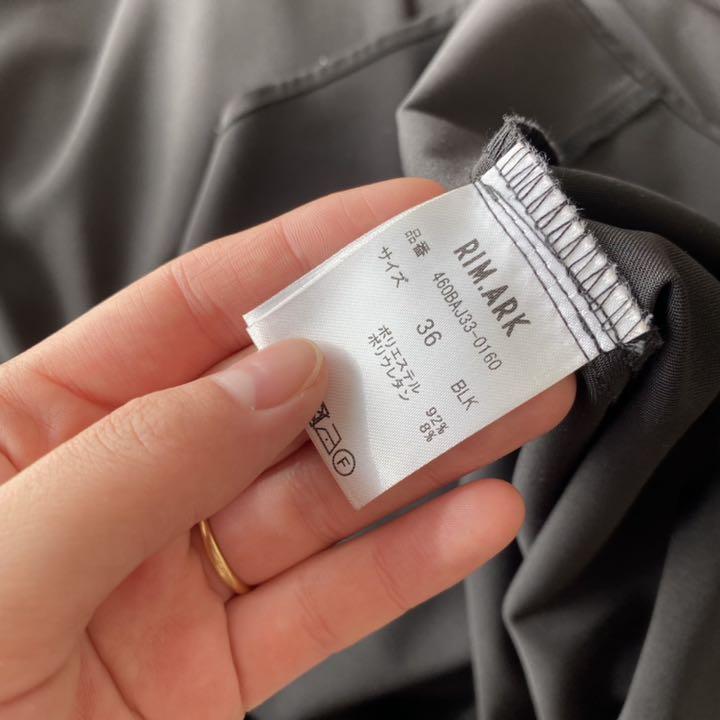 RIM.ARK
品番 460BAJ33-0160
サイズ 36 BLK
ポリエステル 92%
ポリウレタン 8%
F